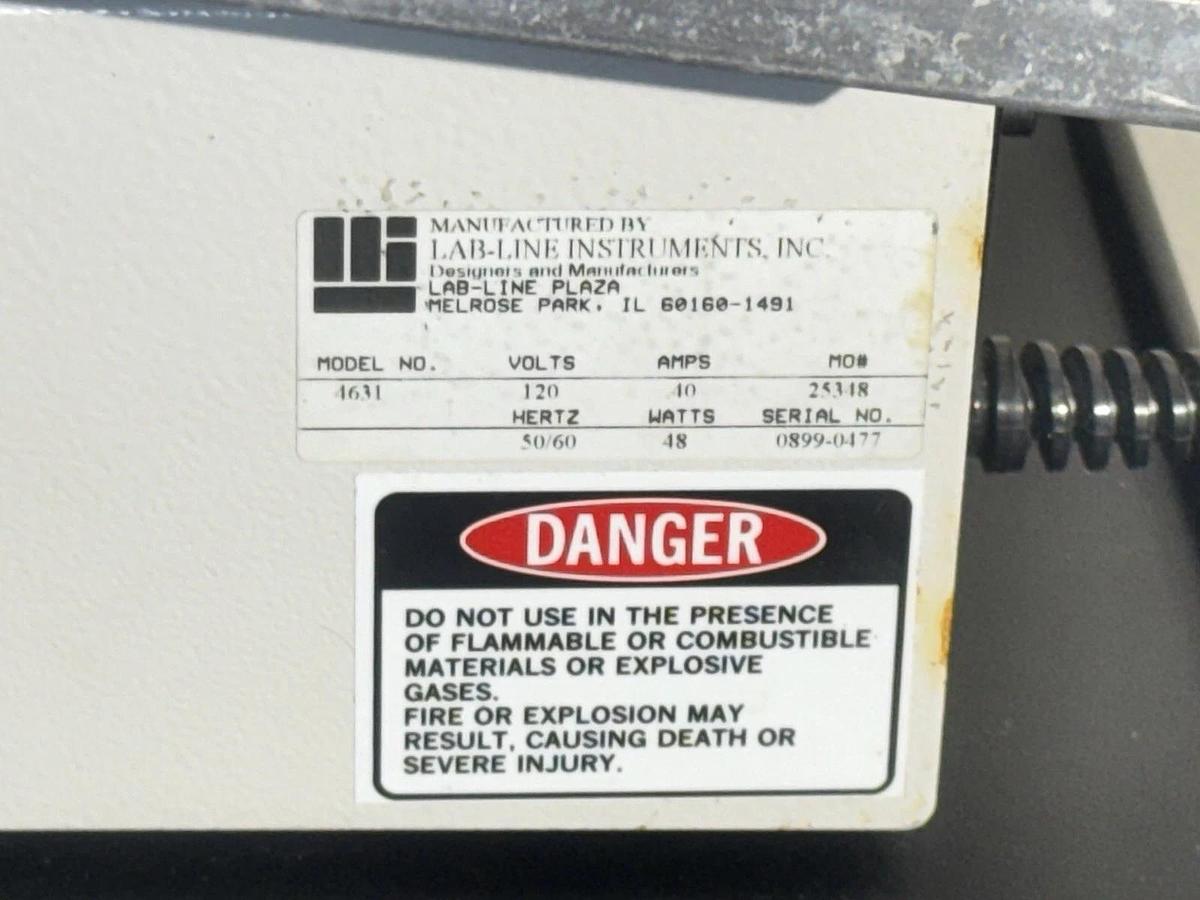 MANUFACTURED BY
LAB-LINE INSTRUMENTS, INC.
Designers and Manufacturers
LAB-LINE PLAZA
MELROSE PARK, IL 60160-1491
MODEL NO. VOLTS AMPS MO#
4631 120 .40 25348
HERTZ WATTS SERIAL NO.
50/60 48 0899-0477
DANGER
DO NOT USE IN THE PRESENCE
OF FLAMMABLE OR COMBUSTIBLE
MATERIALS OR EXPLOSIVE
GASES.
FIRE OR EXPLOSION MAY
RESULT, CAUSING DEATH OR
SEVERE INJURY.